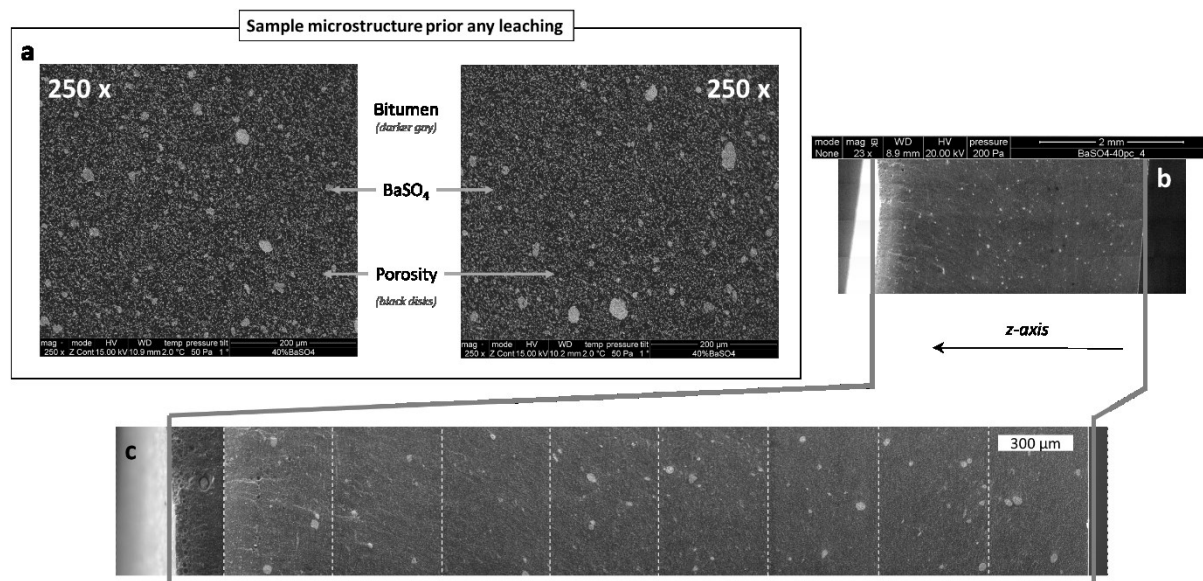 Sample microstructure prior any leaching
a
250 x
250 x
Bitumen
(darker gay)
BaSO4
Porosity
(black disks)
mag HV WD temp pressure tilt 200 µm
250 x Z Cont 15.00 kV 10.9 mm 2.0 °C 50 Pa 1 ° 40%BaSO4
mag HV WD temp pressure tilt 200 µm
250 x Z Cont 15.00 kV 10.2 mm 2.0 °C 50 Pa 1 ° 40%BaSO4
mode mag WD HV pressure 2 mm
None 23 x 8.9 mm 20.00 kV 200 Pa BaSO4-40pc_4
b
z-axis
c
300 µm